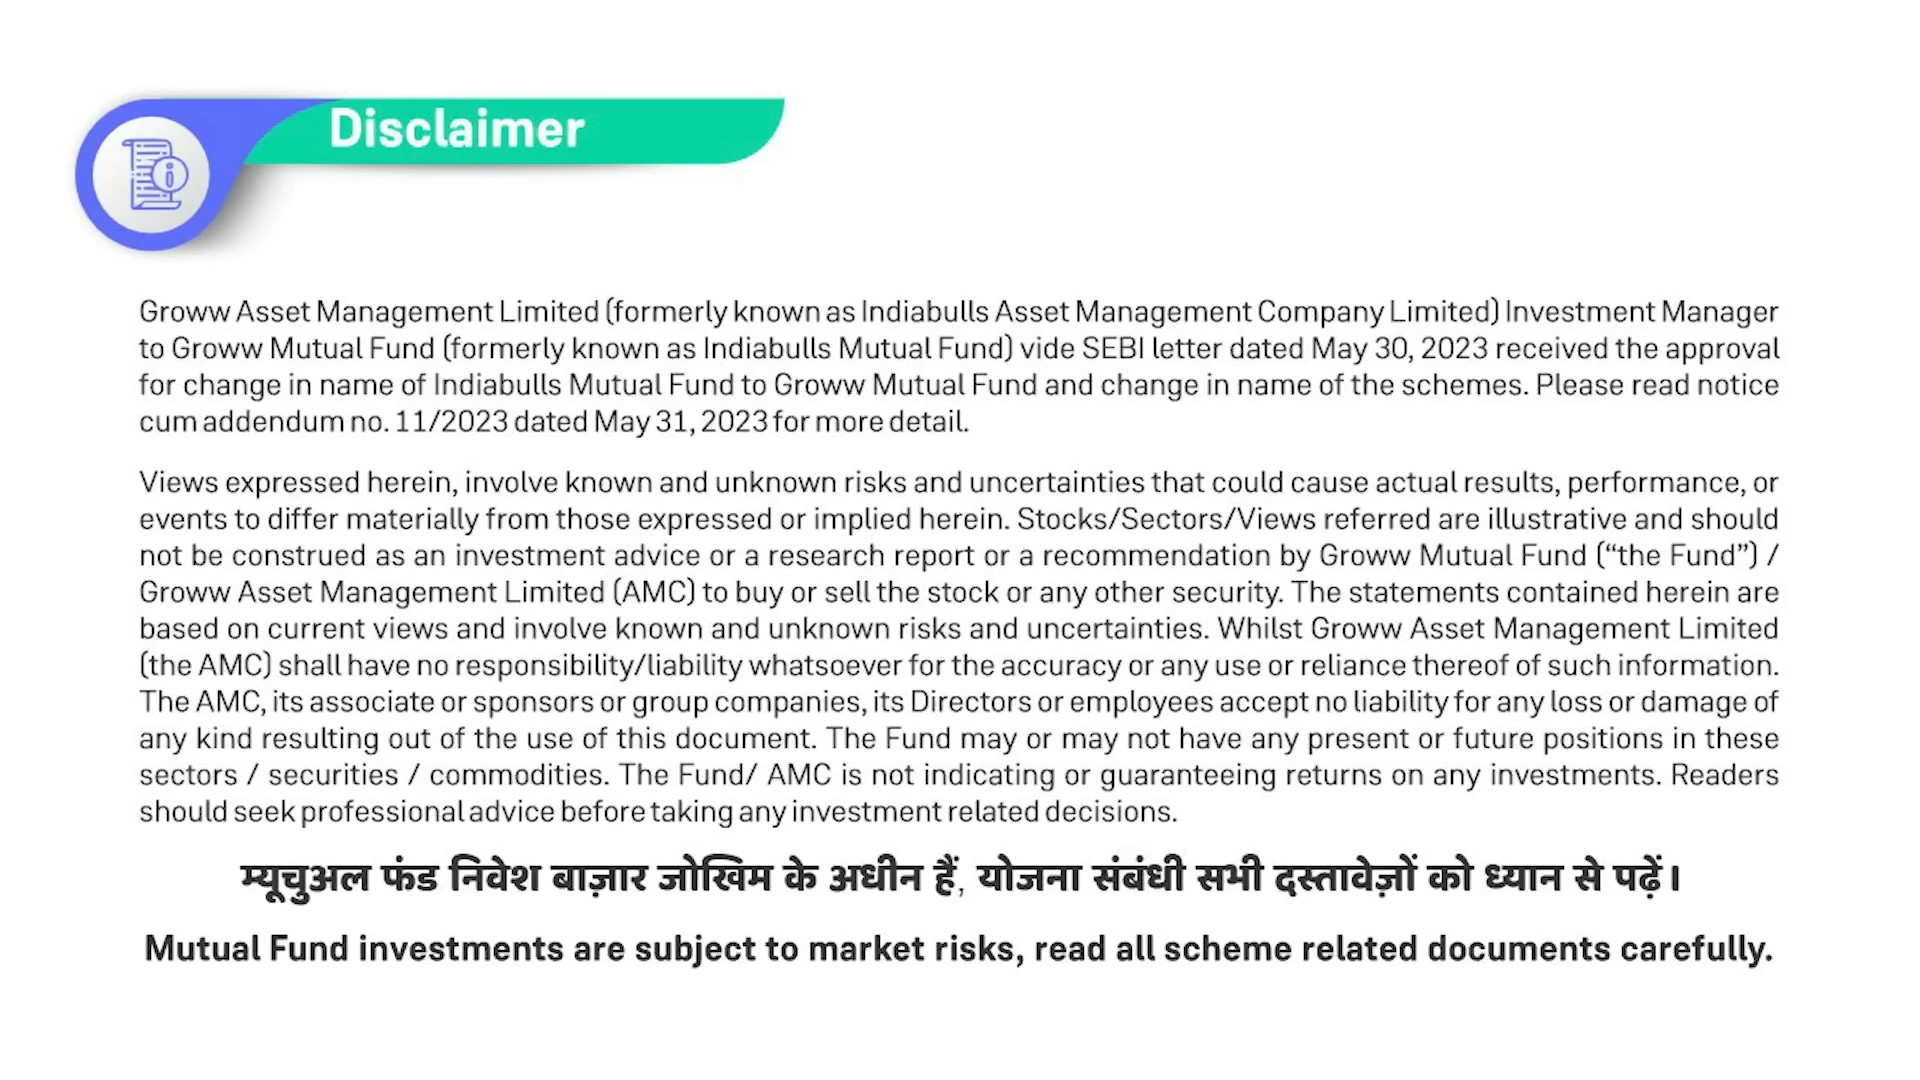 Disclaimer
Groww Asset Management Limited (formerly known as Indiabulls Asset Management Company Limited) Investment Manager
to Groww Mutual Fund (formerly known as Indiabulls Mutual Fund) vide SEBI letter dated May 30, 2023 received the approval
for change in name of Indiabulls Mutual Fund to Groww Mutual Fund and change in name of the schemes. Please read notice
cum addendum no. 11/2023 dated May 31, 2023 for more detail.
Views expressed herein, involve known and unknown risks and uncertainties that could cause actual results, performance, or
events to differ materially from those expressed or implied herein. Stocks/Sectors/Views referred are illustrative and should
not be construed as an investment advice or a research report or a recommendation by Groww Mutual Fund (“the Fund”) /
Groww Asset Management Limited (AMC) to buy or sell the stock or any other security. The statements contained herein are
based on current views and involve known and unknown risks and uncertainties. Whilst Groww Asset Management Limited
(the AMC) shall have no responsibility/liability whatsoever for the accuracy or any use or reliance thereof of such information.
The AMC, its associate or sponsors or group companies, its Directors or employees accept no liability for any loss or damage of
any kind resulting out of the use of this document. The Fund may or may not have any present or future positions in these
sectors / securities / commodities. The Fund/ AMC is not indicating or guaranteeing returns on any investments. Readers
should seek professional advice before taking any investment related decisions.
म्यूचुअल फंड निवेश बाज़ार जोखिम के अधीन हैं, योजना संबंधी सभी दस्तावेज़ों को ध्यान से पढ़ें।
Mutual Fund investments are subject to market risks, read all scheme related documents carefully.